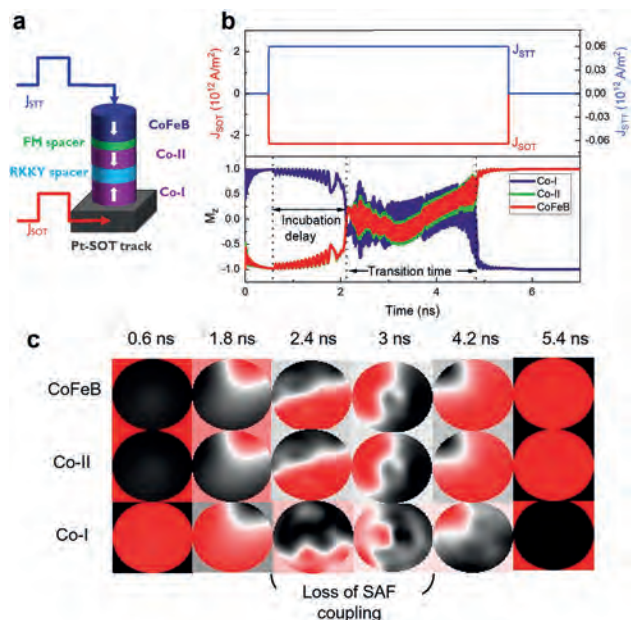 a
J_STT
FM spacer
RKKY spacer
J_SOT
CoFeB
Co-II
Co-I
Pt-SOT track
b
J_SOT (10^12 A/m^2)
2
0
-2
J_STT
J_SOT
0.06
0.03
0.00
-0.03
-0.06
J_STT (10^12 A/m^2)
M_z
1.0
0.5
0.0
-0.5
-1.0
Incubation
delay
Transition time
Co-I
Co-II
CoFeB
0 2 4 6
Time (ns)
c
0.6 ns 1.8 ns 2.4 ns 3 ns 4.2 ns 5.4 ns
CoFeB
Co-II
Co-I
Loss of SAF
coupling